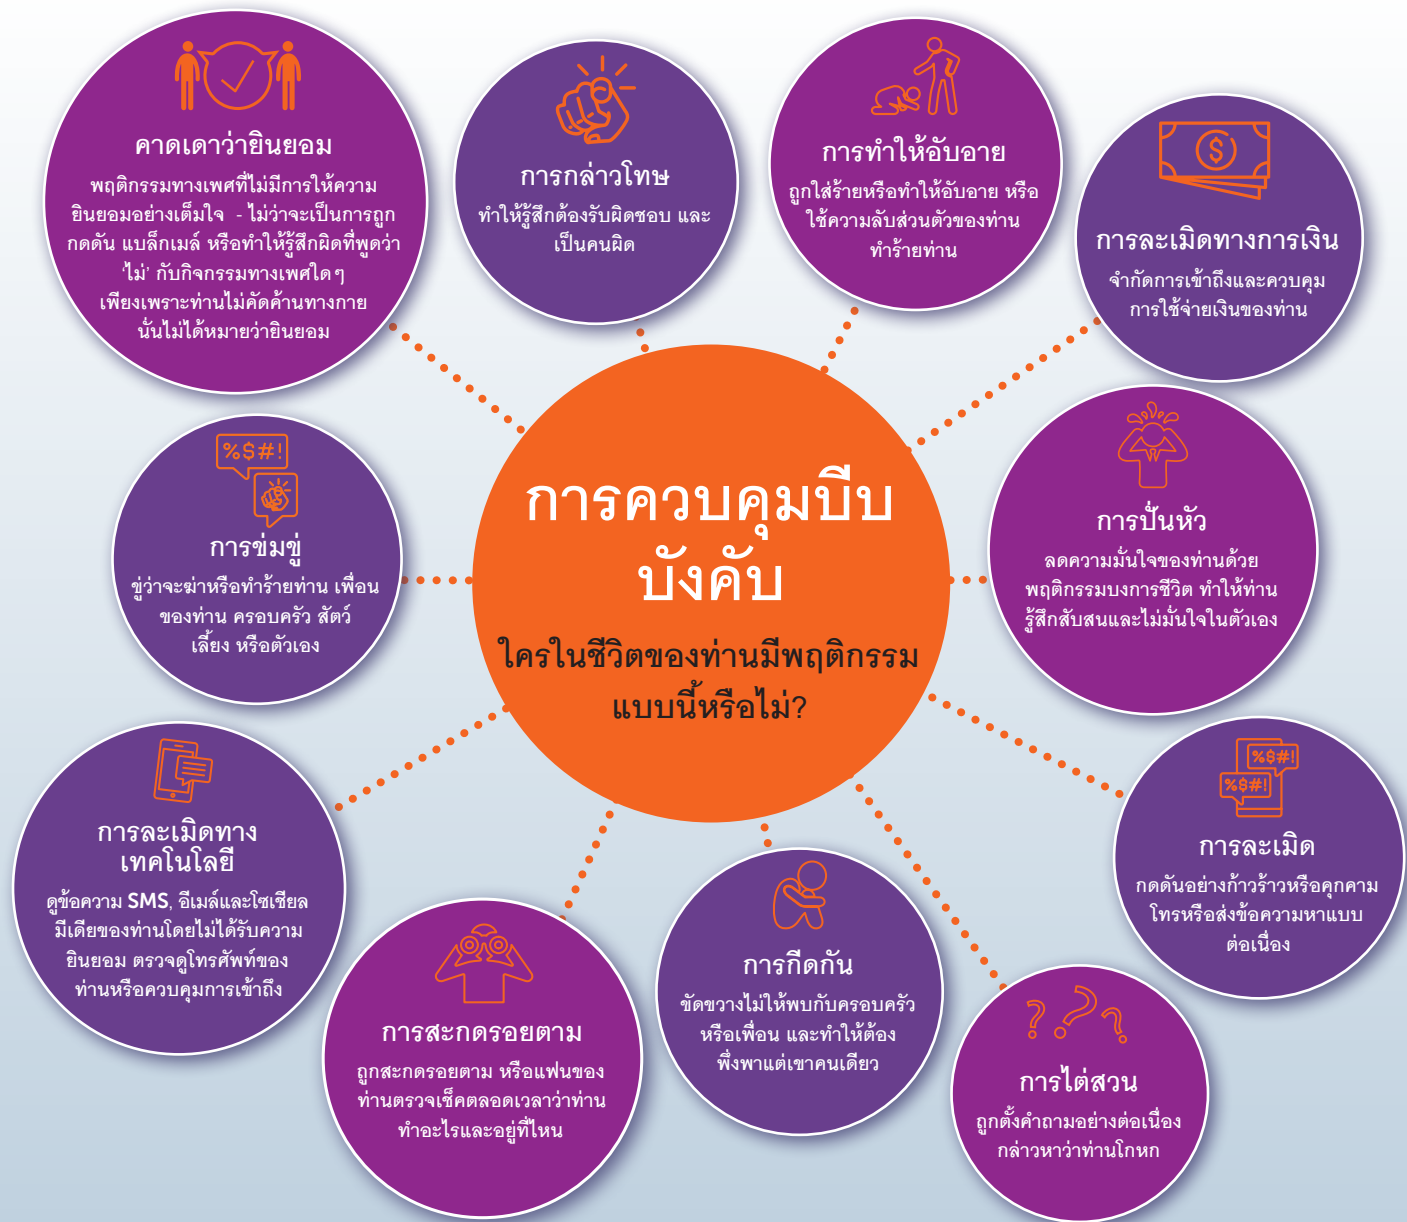 คาดเดาว่ายินยอม
พฤติกรรมทางเพศที่ไม่มีการให้ความ
ยินยอมอย่างเต็มใจ - ไม่ว่าจะเป็นการถูก
กดดัน แบล็กเมล์ หรือทำให้รู้สึกผิดที่พูดว่า
'ไม่' กับกิจกรรมทางเพศใดๆ
เพียงเพราะท่านไม่คัดค้านทางกาย
นั่นไม่ได้หมายว่ายินยอม
การกล่าวโทษ
ทำให้รู้สึกต้องรับผิดชอบ และ
เป็นคนผิด
การทำให้อับอาย
ถูกใส่ร้ายหรือทำให้อับอาย หรือ
ใช้ความลับส่วนตัวของท่าน
ทำร้ายท่าน
$
การละเมิดทางการเงิน
จำกัดการเข้าถึงและควบคุม
การใช้จ่ายเงินของท่าน
%$#!
การข่มขู่
ขู่ว่าจะฆ่าหรือทำร้ายท่าน เพื่อน
ของท่าน ครอบครัว สัตว์
เลี้ยง หรือตัวเอง
การควบคุมบีบ
บังคับ
ใครในชีวิตของท่านมีพฤติกรรม
แบบนี้หรือไม่?
การปั่นหัว
ลดความมั่นใจของท่านด้วย
พฤติกรรมบงการชีวิต ทำให้ท่าน
รู้สึกสับสนและไม่มั่นใจในตัวเอง
การละเมิดทาง
เทคโนโลยี
ดูข้อความ SMS, อีเมล์และโซเชียล
มีเดียของท่านโดยไม่ได้รับความ
ยินยอม ตรวจดูโทรศัพท์ของ
ท่านหรือควบคุมการเข้าถึง
การสะกดรอยตาม
ถูกสะกดรอยตาม หรือแฟนของ
ท่านตรวจเช็คตลอดเวลาว่าท่าน
ทำอะไรและอยู่ที่ไหน
การกีดกัน
ขัดขวางไม่ให้พบกับครอบครัว
หรือเพื่อน และทำให้ต้อง
พึ่งพาแต่เขาคนเดียว
? ? ?
การไต่สวน
ถูกตั้งคำถามอย่างต่อเนื่อง
กล่าวหาว่าท่านโกหก
%$#!
%$#!
การละเมิด
กดดันอย่างก้าวร้าวหรือคุกคาม
โทรหรือส่งข้อความหาแบบ
ต่อเนื่อง